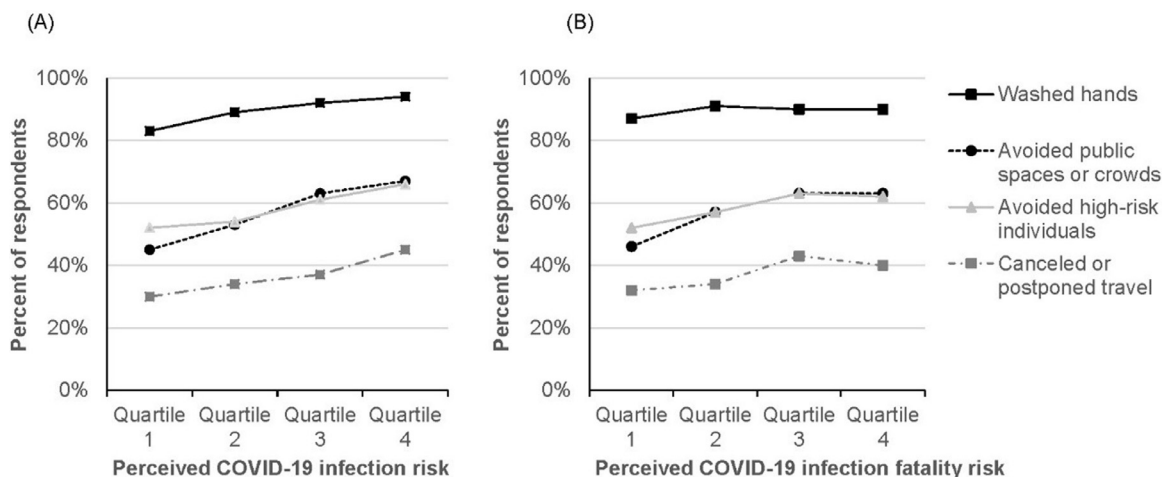 (A)
100%
80%
60%
40%
20%
0%
Percent of respondents
Quartile Quartile Quartile Quartile
1 2 3 4
Perceived COVID-19 infection risk
(B)
100%
80%
60%
40%
20%
0%
Percent of respondents
Quartile Quartile Quartile Quartile
1 2 3 4
Perceived COVID-19 infection fatality risk
Washed hands
Avoided public
spaces or crowds
Avoided high-risk
individuals
Canceled or
postponed travel